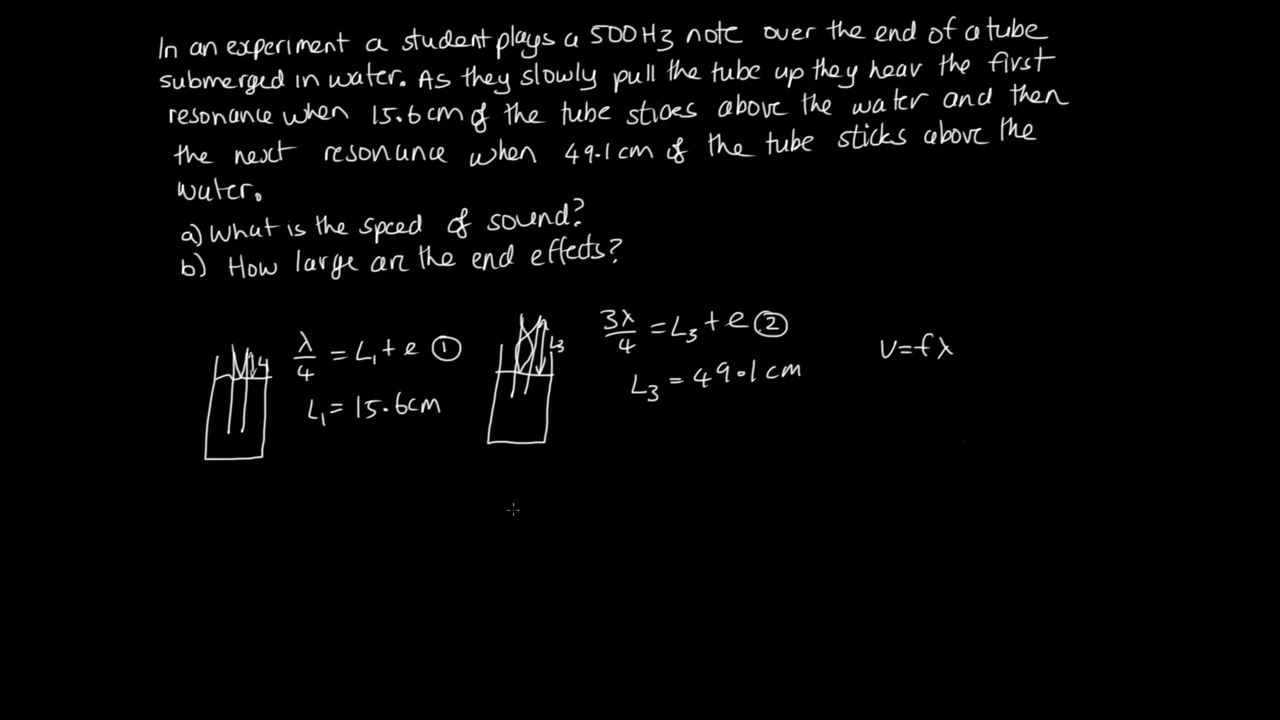 In an experiment a student plays a 500Hz note over the end of a tube
submerged in water. As they slowly pull the tube up they hear the first
resonance when 15.6cm of the tube sticks above the water and then
the next resonance when 49.1cm of the tube sticks above the
water.
a) What is the speed of sound?
b) How large are the end effects?
L₁
λ/4 = L₁ + e ①
L₁ = 15.6cm
L₃
3λ/4 = L₃ + e ②
L₃ = 49.1cm
v=fλ